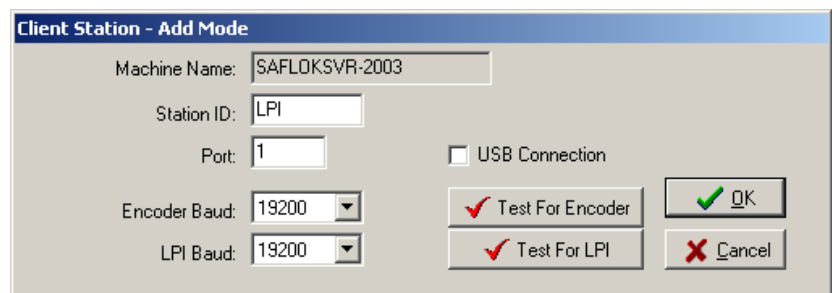 Client Station - Add Mode
Machine Name: SAFLOKSVR-2003
Station ID: LPI
Port: 1 USB Connection
Encoder Baud: 19200 Test For Encoder OK
LPI Baud: 19200 Test For LPI Cancel